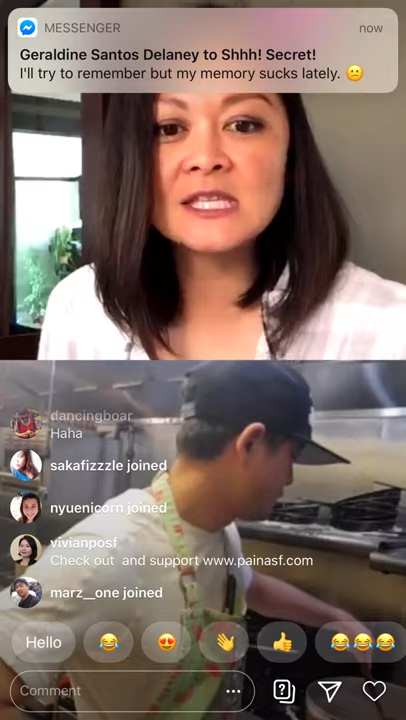 MESSENGER now
Geraldine Santos Delaney to Shhh! Secret!
I'll try to remember but my memory sucks lately. 😕
dancingboar
Haha
sakafizzzle joined
nyuenicorn joined
vivianposf
Check out and support www.painasf.com
marz__one joined
Hello 😂 😍 👋 👍 😂😂😂
Comment